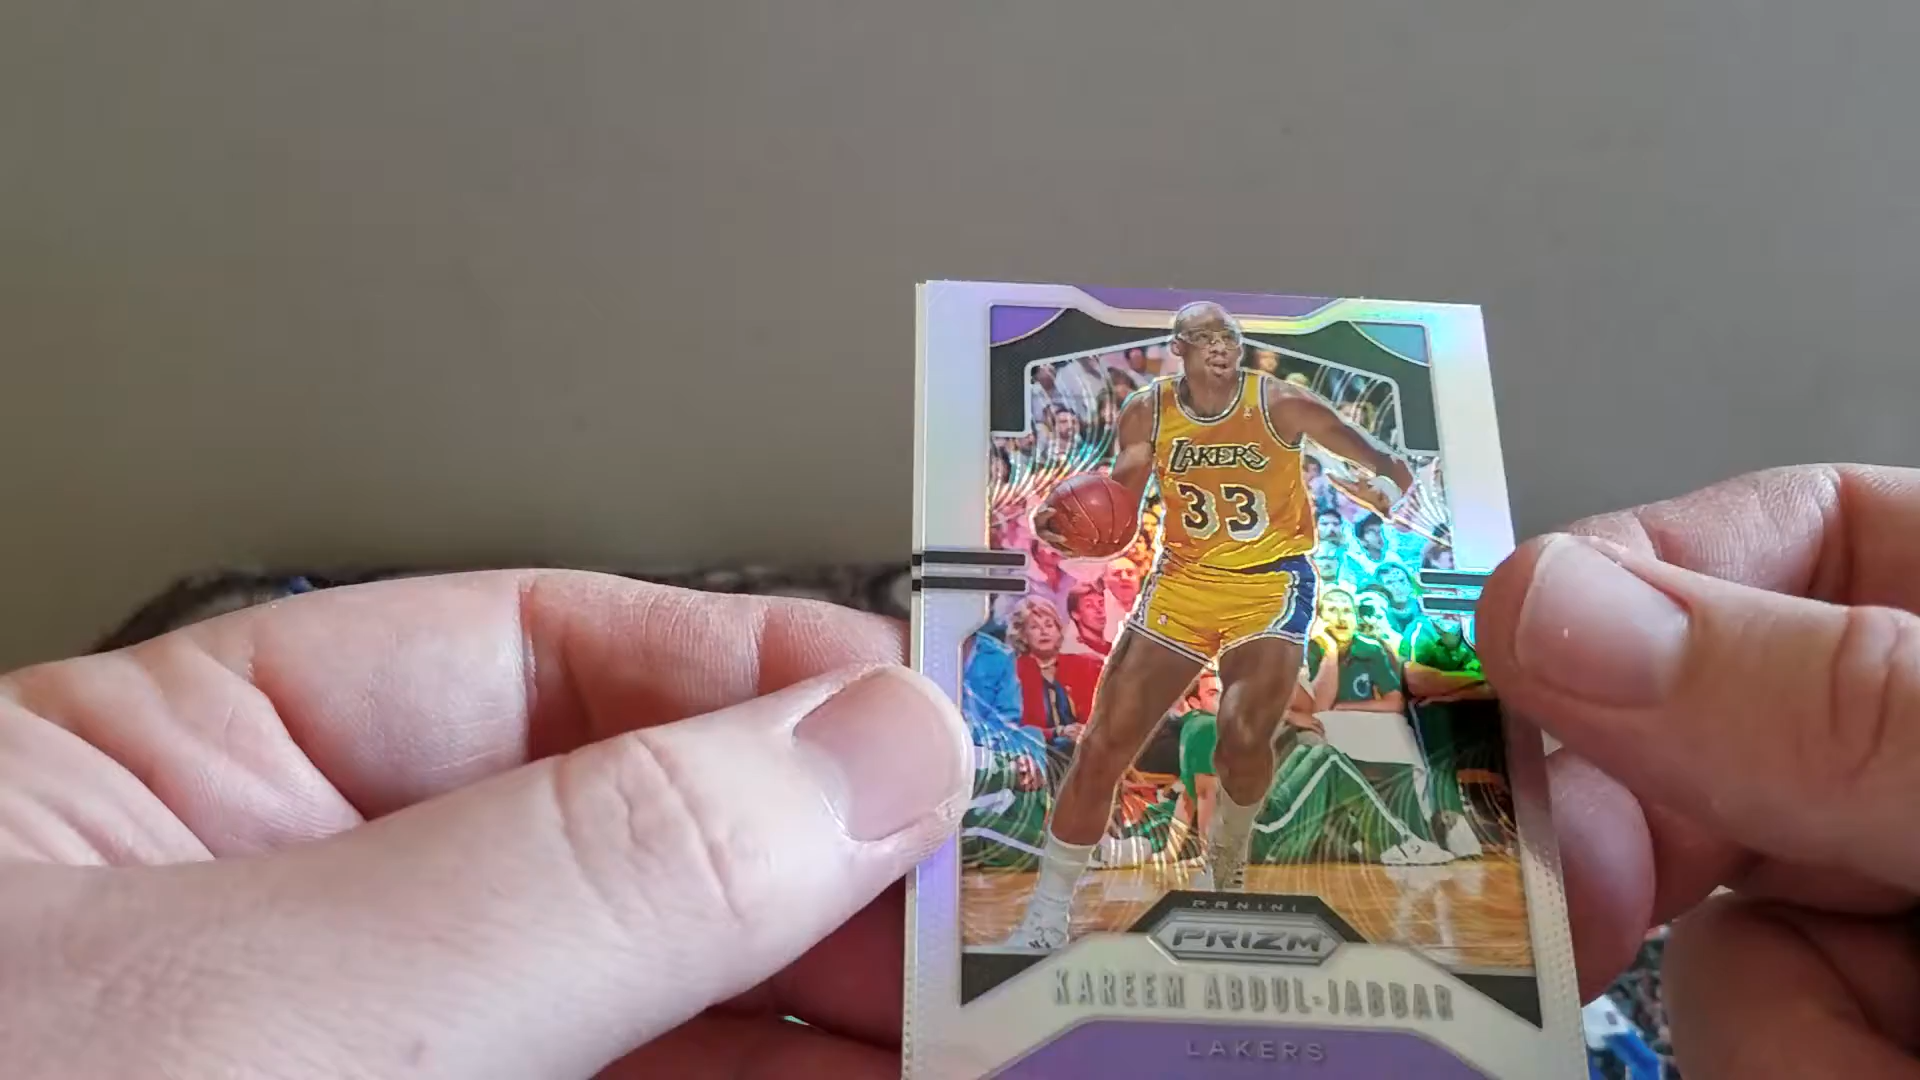 LAKERS
33
PANINI
PRIZM
KAREEM ABDUL-JABBAR
LAKERS